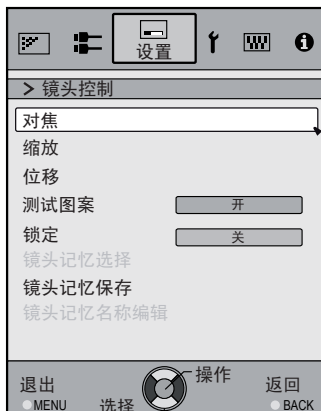 设置
> 镜头控制
对焦
缩放
位移
测试图案 开
锁定 关
镜头记忆选择
镜头记忆保存
镜头记忆名称编辑
退出 操作 返回
MENU 选择 BACK